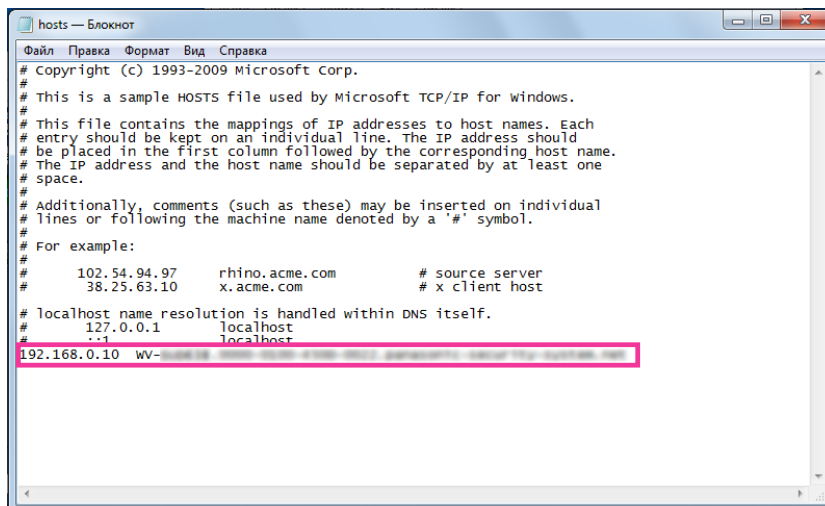 hosts — Блокнот
Файл Правка Формат Вид Справка
# Copyright (c) 1993-2009 Microsoft Corp.
#
# This is a sample HOSTS file used by Microsoft TCP/IP for Windows.
#
# This file contains the mappings of IP addresses to host names. Each
# entry should be kept on an individual line. The IP address should
# be placed in the first column followed by the corresponding host name.
# The IP address and the host name should be separated by at least one
# space.
#
# Additionally, comments (such as these) may be inserted on individual
# lines or following the machine name denoted by a '#' symbol.
#
# For example:
#
# 102.54.94.97 rhino.acme.com # source server
# 38.25.63.10 x.acme.com # x client host
# localhost name resolution is handled within DNS itself.
# 127.0.0.1 localhost
# ::1 localhost
192.168.0.10 WV-